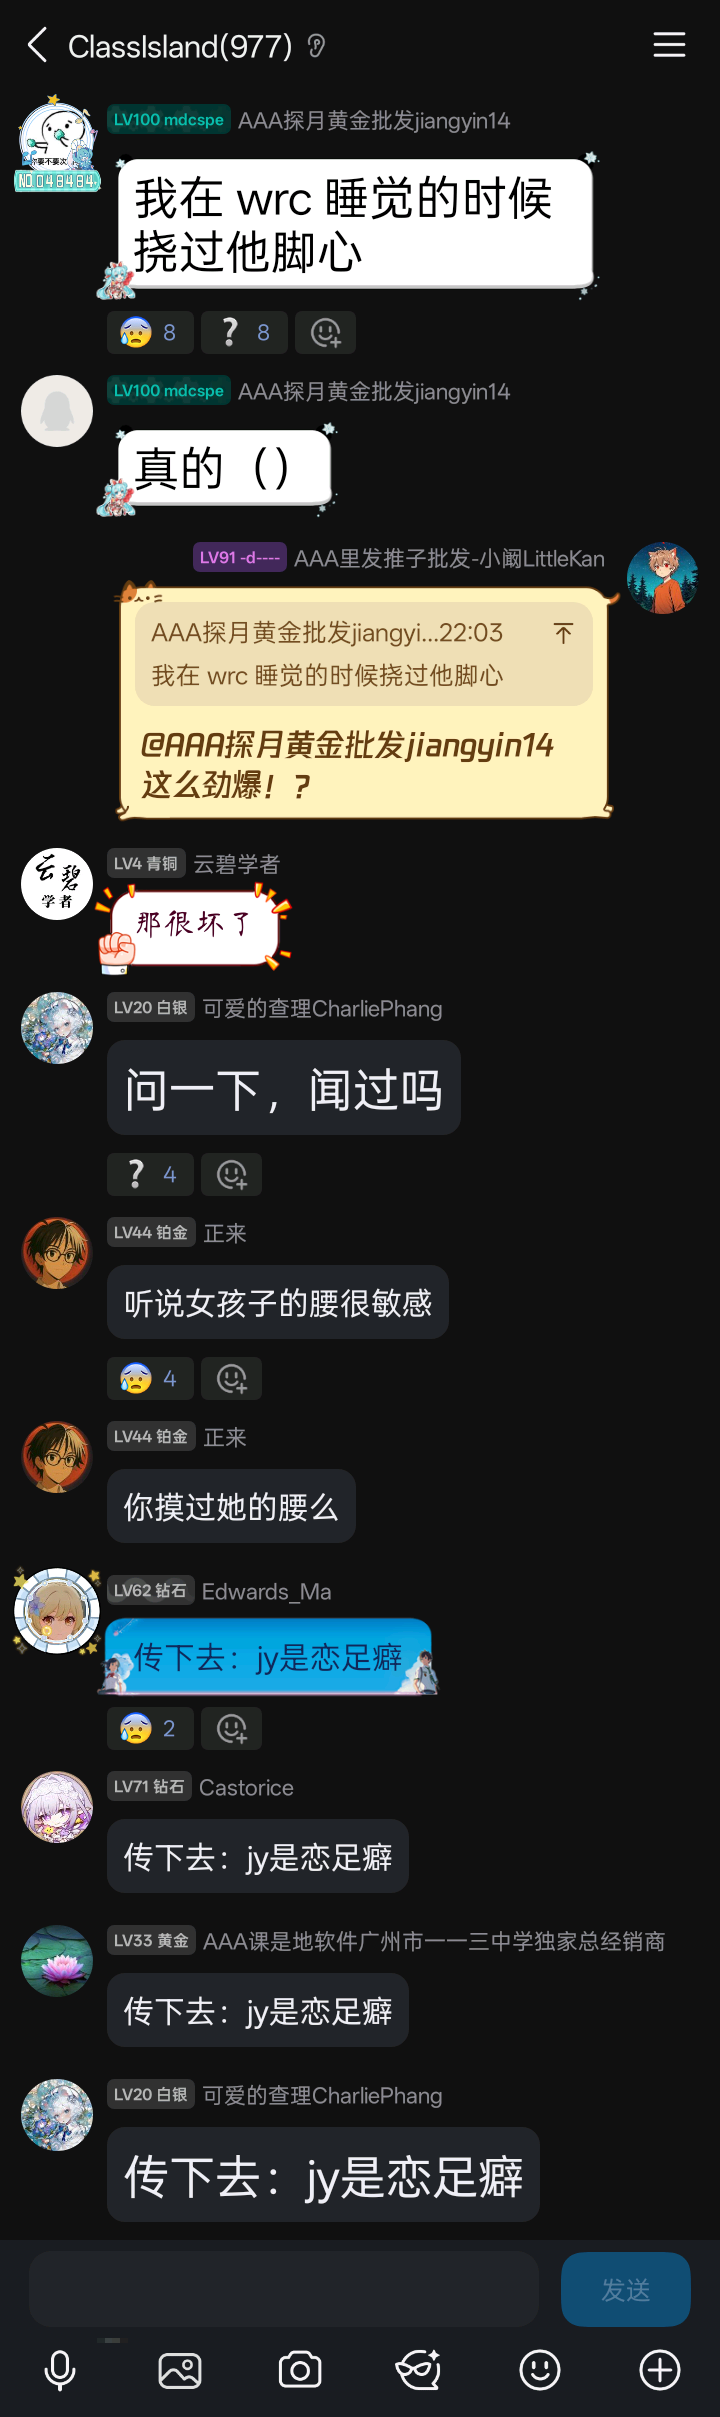 ClassIsland(977)
LV100 mdcspe AAA探月黄金批发jiangyin14
你要不要次
NO.048484
我在 wrc 睡觉的时候
挠过他脚心
8 ? 8
LV100 mdcspe AAA探月黄金批发jiangyin14
真的（）
LV91 -d---- AAA里发推子批发-小阚LittleKan
AAA探月黄金批发jiangyi...22:03
我在 wrc 睡觉的时候挠过他脚心
@AAA探月黄金批发jiangyin14
这么劲爆！？
云碧
学者
LV4 青铜 云碧学者
那很坏了
LV20 白银 可爱的查理CharliePhang
问一下，闻过吗
? 4
LV44 铂金 正来
听说女孩子的腰很敏感
4
LV44 铂金 正来
你摸过她的腰么
LV62 钻石 Edwards_Ma
传下去：jy是恋足癖
2
LV71 钻石 Castorice
传下去：jy是恋足癖
LV33 黄金 AAA课是地软件广州市一一三中学独家总经销商
传下去：jy是恋足癖
LV20 白银 可爱的查理CharliePhang
传下去：jy是恋足癖
发送